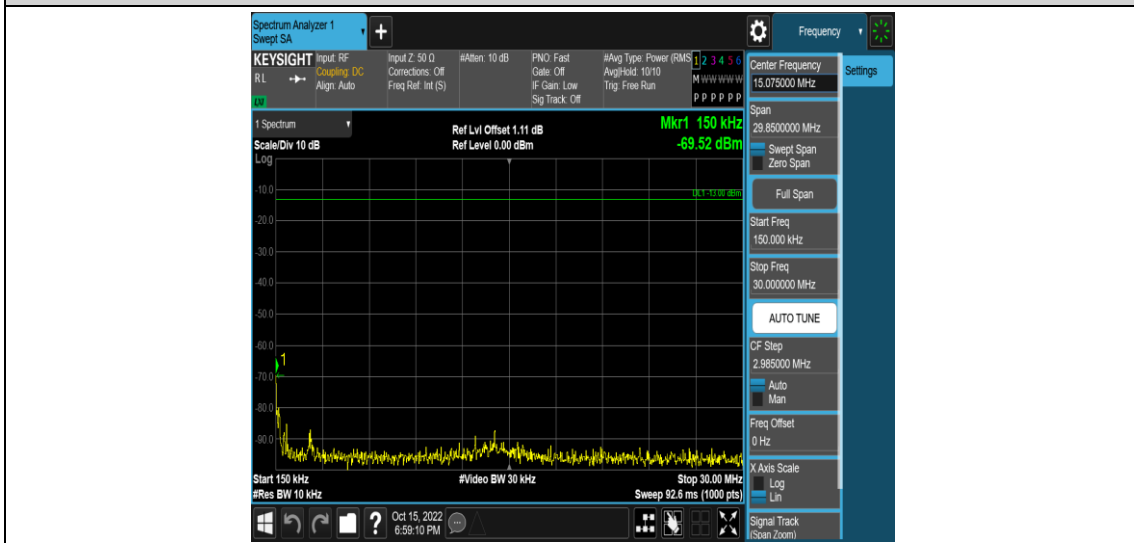 Spectrum Analyzer 1
Swept SA
+
Frequency
KEYSIGHT
RL
LXI
Input: RF
Coupling: DC
Align: Auto
Input Z: 50 Ω
Corrections: Off
Freq Ref: Int (S)
#Atten: 10 dB
PNO: Fast
Gate: Off
IF Gain: Low
Sig Track: Off
#Avg Type: Power (RMS
Avg|Hold: 10/10
Trig: Free Run
1 2 3 4 5 6
M W W W W W
P P P P P P
1 Spectrum
Scale/Div 10 dB
Log
Ref Lvl Offset 1.11 dB
Ref Level 0.00 dBm
Mkr1 150 kHz
-69.52 dBm
DL1 -13.00 dBm
-10.0
-20.0
-30.0
-40.0
-50.0
-60.0
-70.0
-80.0
-90.0
1
Start 150 kHz
#Res BW 10 kHz
#Video BW 30 kHz
Stop 30.00 MHz
Sweep 92.6 ms (1000 pts)
?
Oct 15, 2022
6:59:10 PM
Center Frequency
15.075000 MHz
Settings
Span
29.8500000 MHz
Swept Span
Zero Span
Full Span
Start Freq
150.000 kHz
Stop Freq
30.000000 MHz
AUTO TUNE
CF Step
2.985000 MHz
Auto
Man
Freq Offset
0 Hz
X Axis Scale
Log
Lin
Signal Track
(Span Zoom)